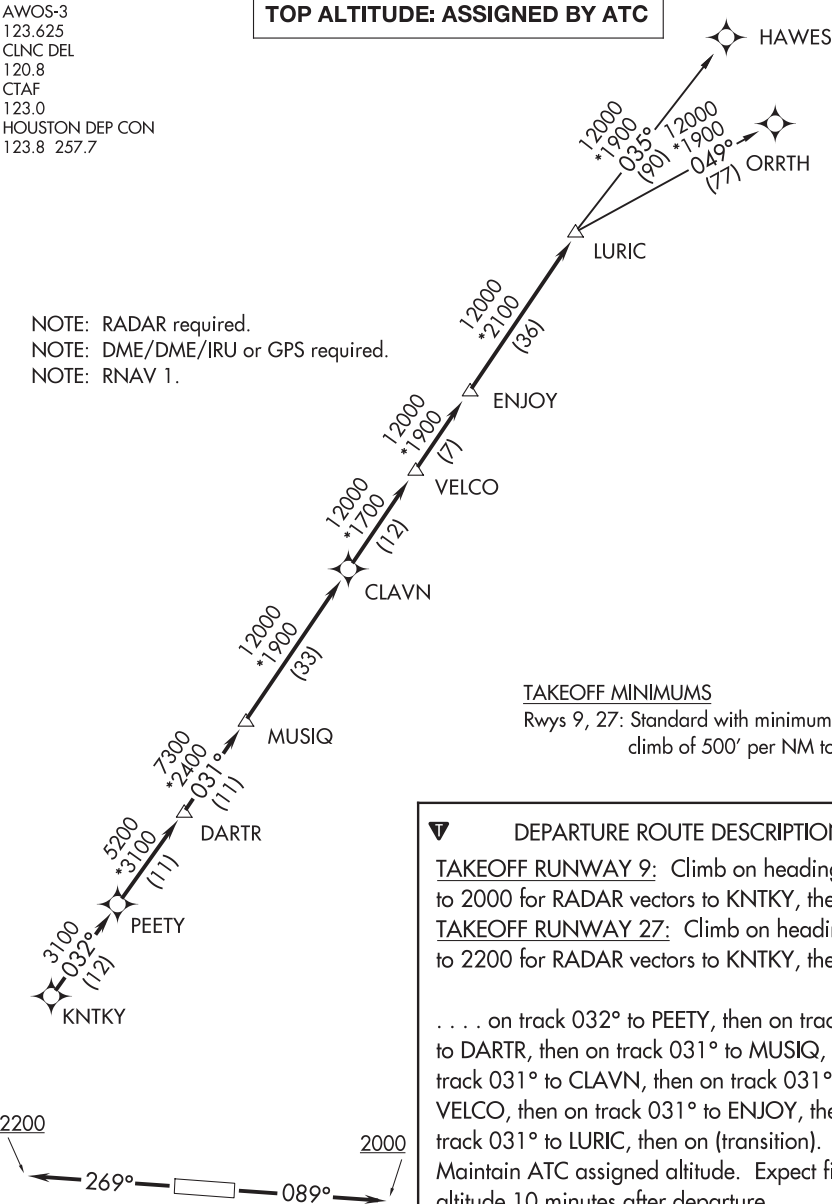 AWOS-3
123.625
CLNC DEL
120.8
CTAF
123.0
HOUSTON DEP CON
123.8 257.7
TOP ALTITUDE: ASSIGNED BY ATC
HAWES
12000
*1900
035°
(90)
12000
*1900
049°
(77)
ORRTH
LURIC
NOTE: RADAR required.
NOTE: DME/DME/IRU or GPS required.
NOTE: RNAV 1.
12000
*2100
(36)
ENJOY
12000
*1900
(7)
VELCO
12000
*1700
(12)
CLAVN
12000
*1900
(33)
MUSIQ
TAKEOFF MINIMUMS
Rwys 9, 27: Standard with minimum
climb of 500' per NM to
7300
*2400
031°
(11)
DARTR
5200
*3100
(11)
PEETY
3100
032°
(12)
KNTKY
T
DEPARTURE ROUTE DESCRIPTION
TAKEOFF RUNWAY 9: Climb on heading
to 2000 for RADAR vectors to KNTKY, the
TAKEOFF RUNWAY 27: Climb on headin
to 2200 for RADAR vectors to KNTKY, the
. . . . on track 032° to PEETY, then on trac
to DARTR, then on track 031° to MUSIQ,
track 031° to CLAVN, then on track 031°
VELCO, then on track 031° to ENJOY, the
track 031° to LURIC, then on (transition).
Maintain ATC assigned altitude. Expect fi
altitude 10 minutes after departure
2200
2000
269°
089°